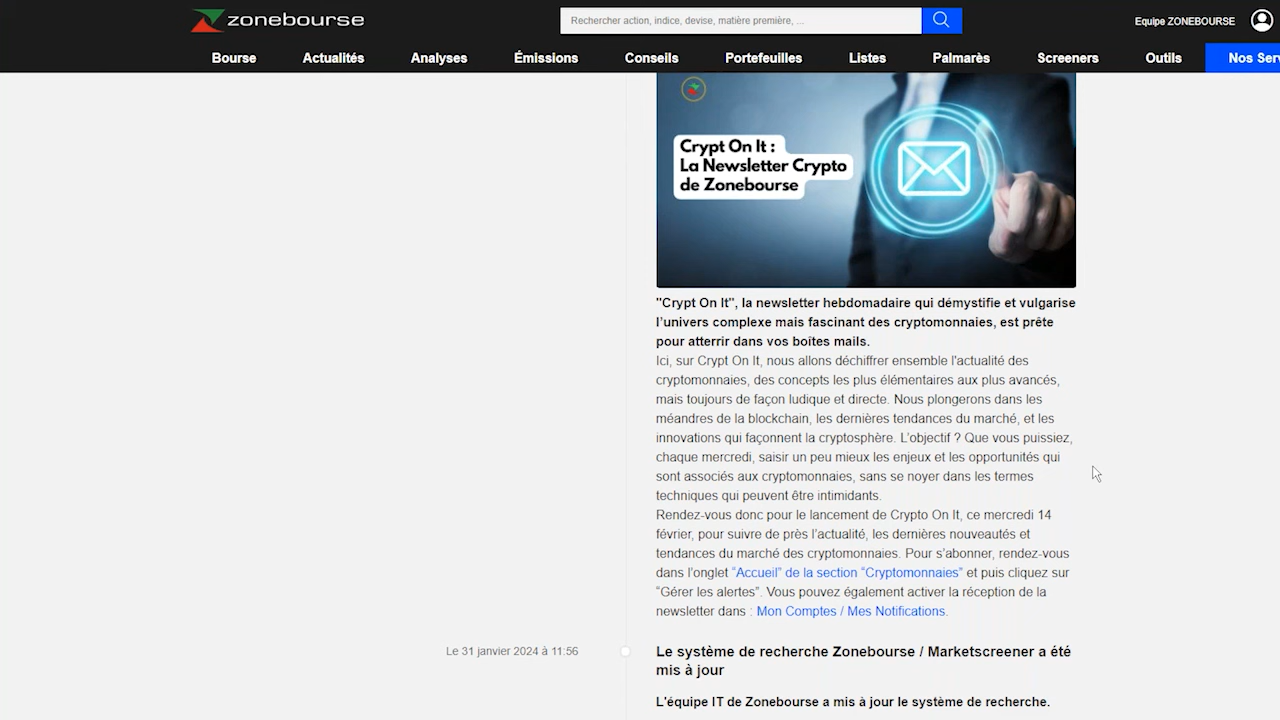 zonebourse
Rechercher action, indice, devise, matière première, ...
Equipe ZONEBOURSE
Bourse
Actualités
Analyses
Émissions
Conseils
Portefeuilles
Listes
Palmarès
Screeners
Outils
Nos Ser
Crypt On It :
La Newsletter Crypto
de Zonebourse
"Crypt On It", la newsletter hebdomadaire qui démystifie et vulgarise
l’univers complexe mais fascinant des cryptomonnaies, est prête
pour atterrir dans vos boîtes mails.
Ici, sur Crypt On It, nous allons déchiffrer ensemble l'actualité des
cryptomonnaies, des concepts les plus élémentaires aux plus avancés,
mais toujours de façon ludique et directe. Nous plongerons dans les
méandres de la blockchain, les dernières tendances du marché, et les
innovations qui façonnent la cryptosphère. L’objectif ? Que vous puissiez,
chaque mercredi, saisir un peu mieux les enjeux et les opportunités qui
sont associés aux cryptomonnaies, sans se noyer dans les termes
techniques qui peuvent être intimidants.
Rendez-vous donc pour le lancement de Crypto On It, ce mercredi 14
février, pour suivre de près l’actualité, les dernières nouveautés et
tendances du marché des cryptomonnaies. Pour s’abonner, rendez-vous
dans l’onglet “Accueil” de la section “Cryptomonnaies” et puis cliquez sur
“Gérer les alertes”. Vous pouvez également activer la réception de la
newsletter dans : Mon Comptes / Mes Notifications.
Le 31 janvier 2024 à 11:56
Le système de recherche Zonebourse / Marketscreener a été
mis à jour
L'équipe IT de Zonebourse a mis à jour le système de recherche.